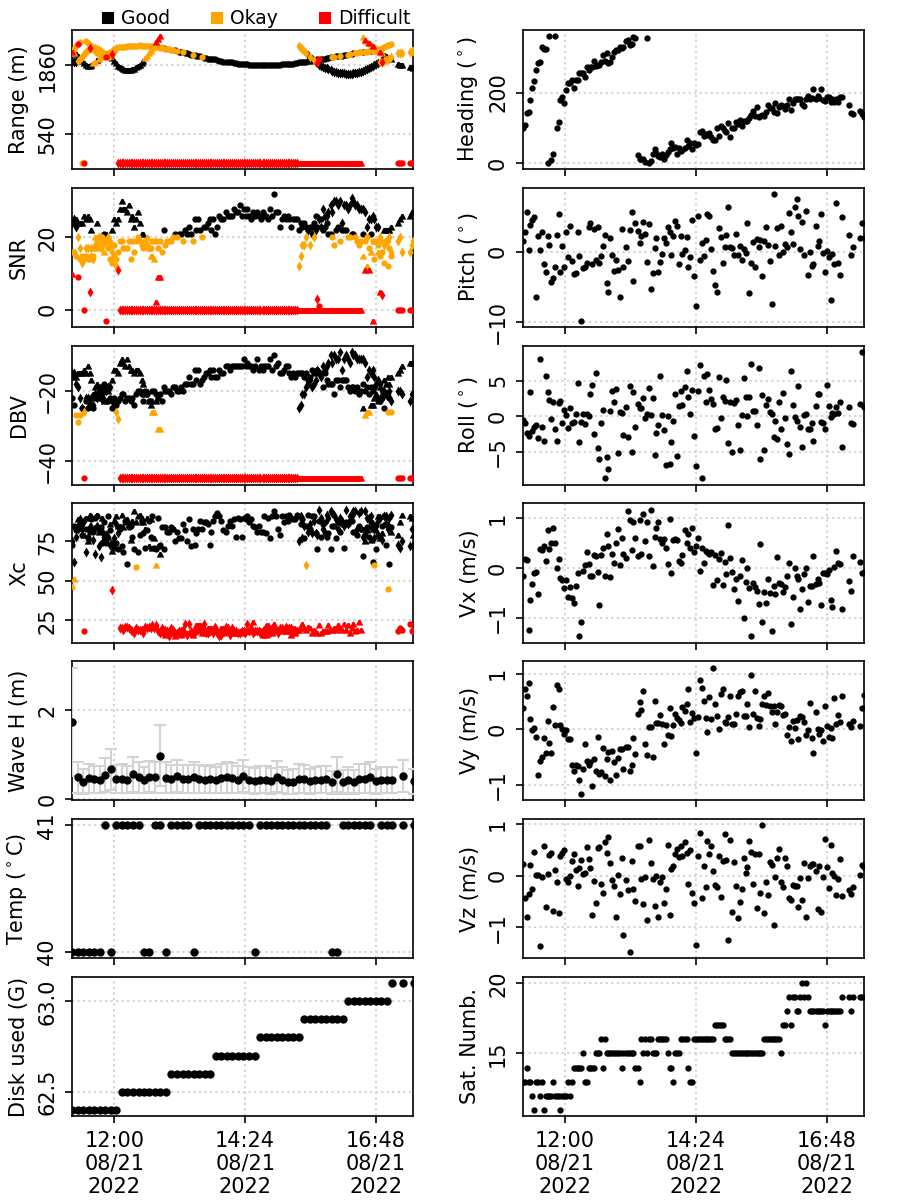 Good Okay Difficult
Range (m)
1860
540
Heading (°)
200
0
SNR
20
0
Pitch (°)
0
−10
DBV
−20
−40
Roll (°)
5
0
−5
Xc
75
50
25
Vx (m/s)
1
0
−1
Wave H (m)
2
0
Vy (m/s)
1
0
−1
Temp (°C)
41
40
Vz (m/s)
1
0
−1
Disk used (G)
63.0
62.5
Sat. Numb.
20
15
12:00 14:24 16:48
08/21 08/21 08/21
2022 2022 2022
12:00 14:24 16:48
08/21 08/21 08/21
2022 2022 2022